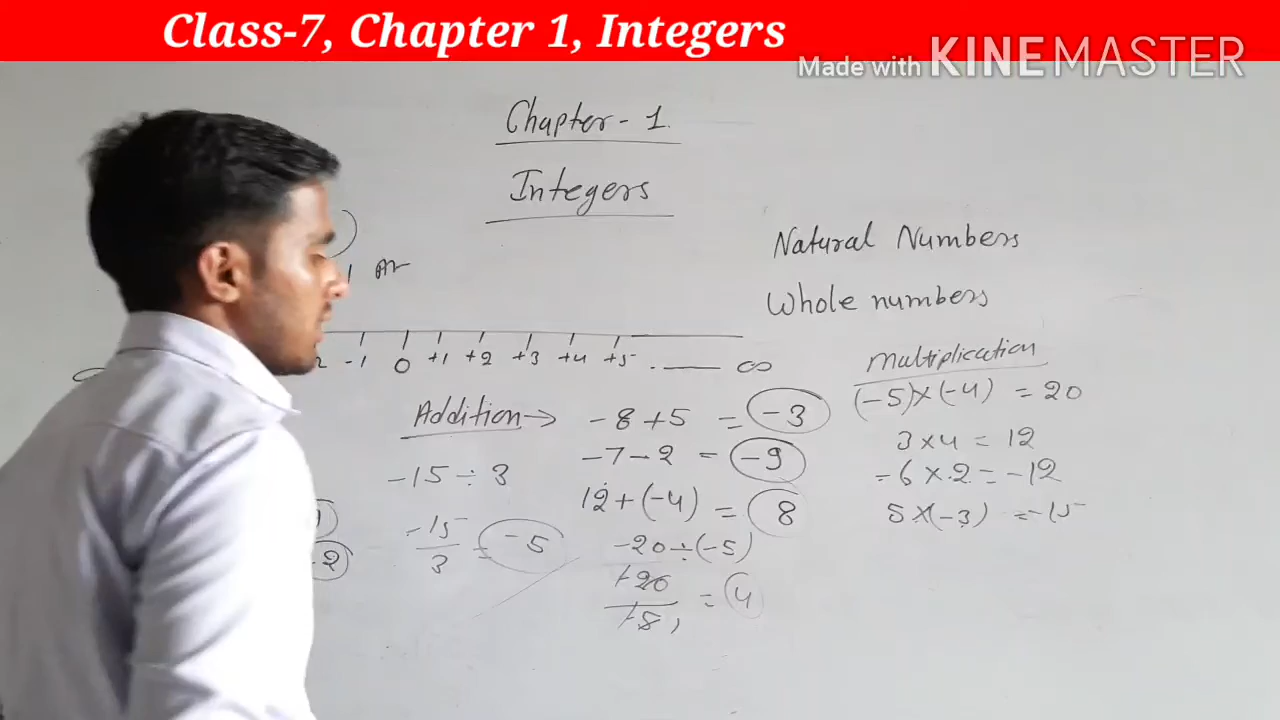 Class-7, Chapter 1, Integers
Made with KINEMASTER
Chapter - 1.
Integers
Natural Numbers
Whole numbers
-1 0 +1 +2 +3 +4 +5 . ___ ∞
Multiplication
(-5)×(-4) = 20
3×4 = 12
-6×2 = -12
5×(-3) = -15
Addition→ -8+5 = -3
-7-2 = -9
12+(-4) = 8
-20÷(-5)
= 4
-15÷3
-15/3 = -5
-2